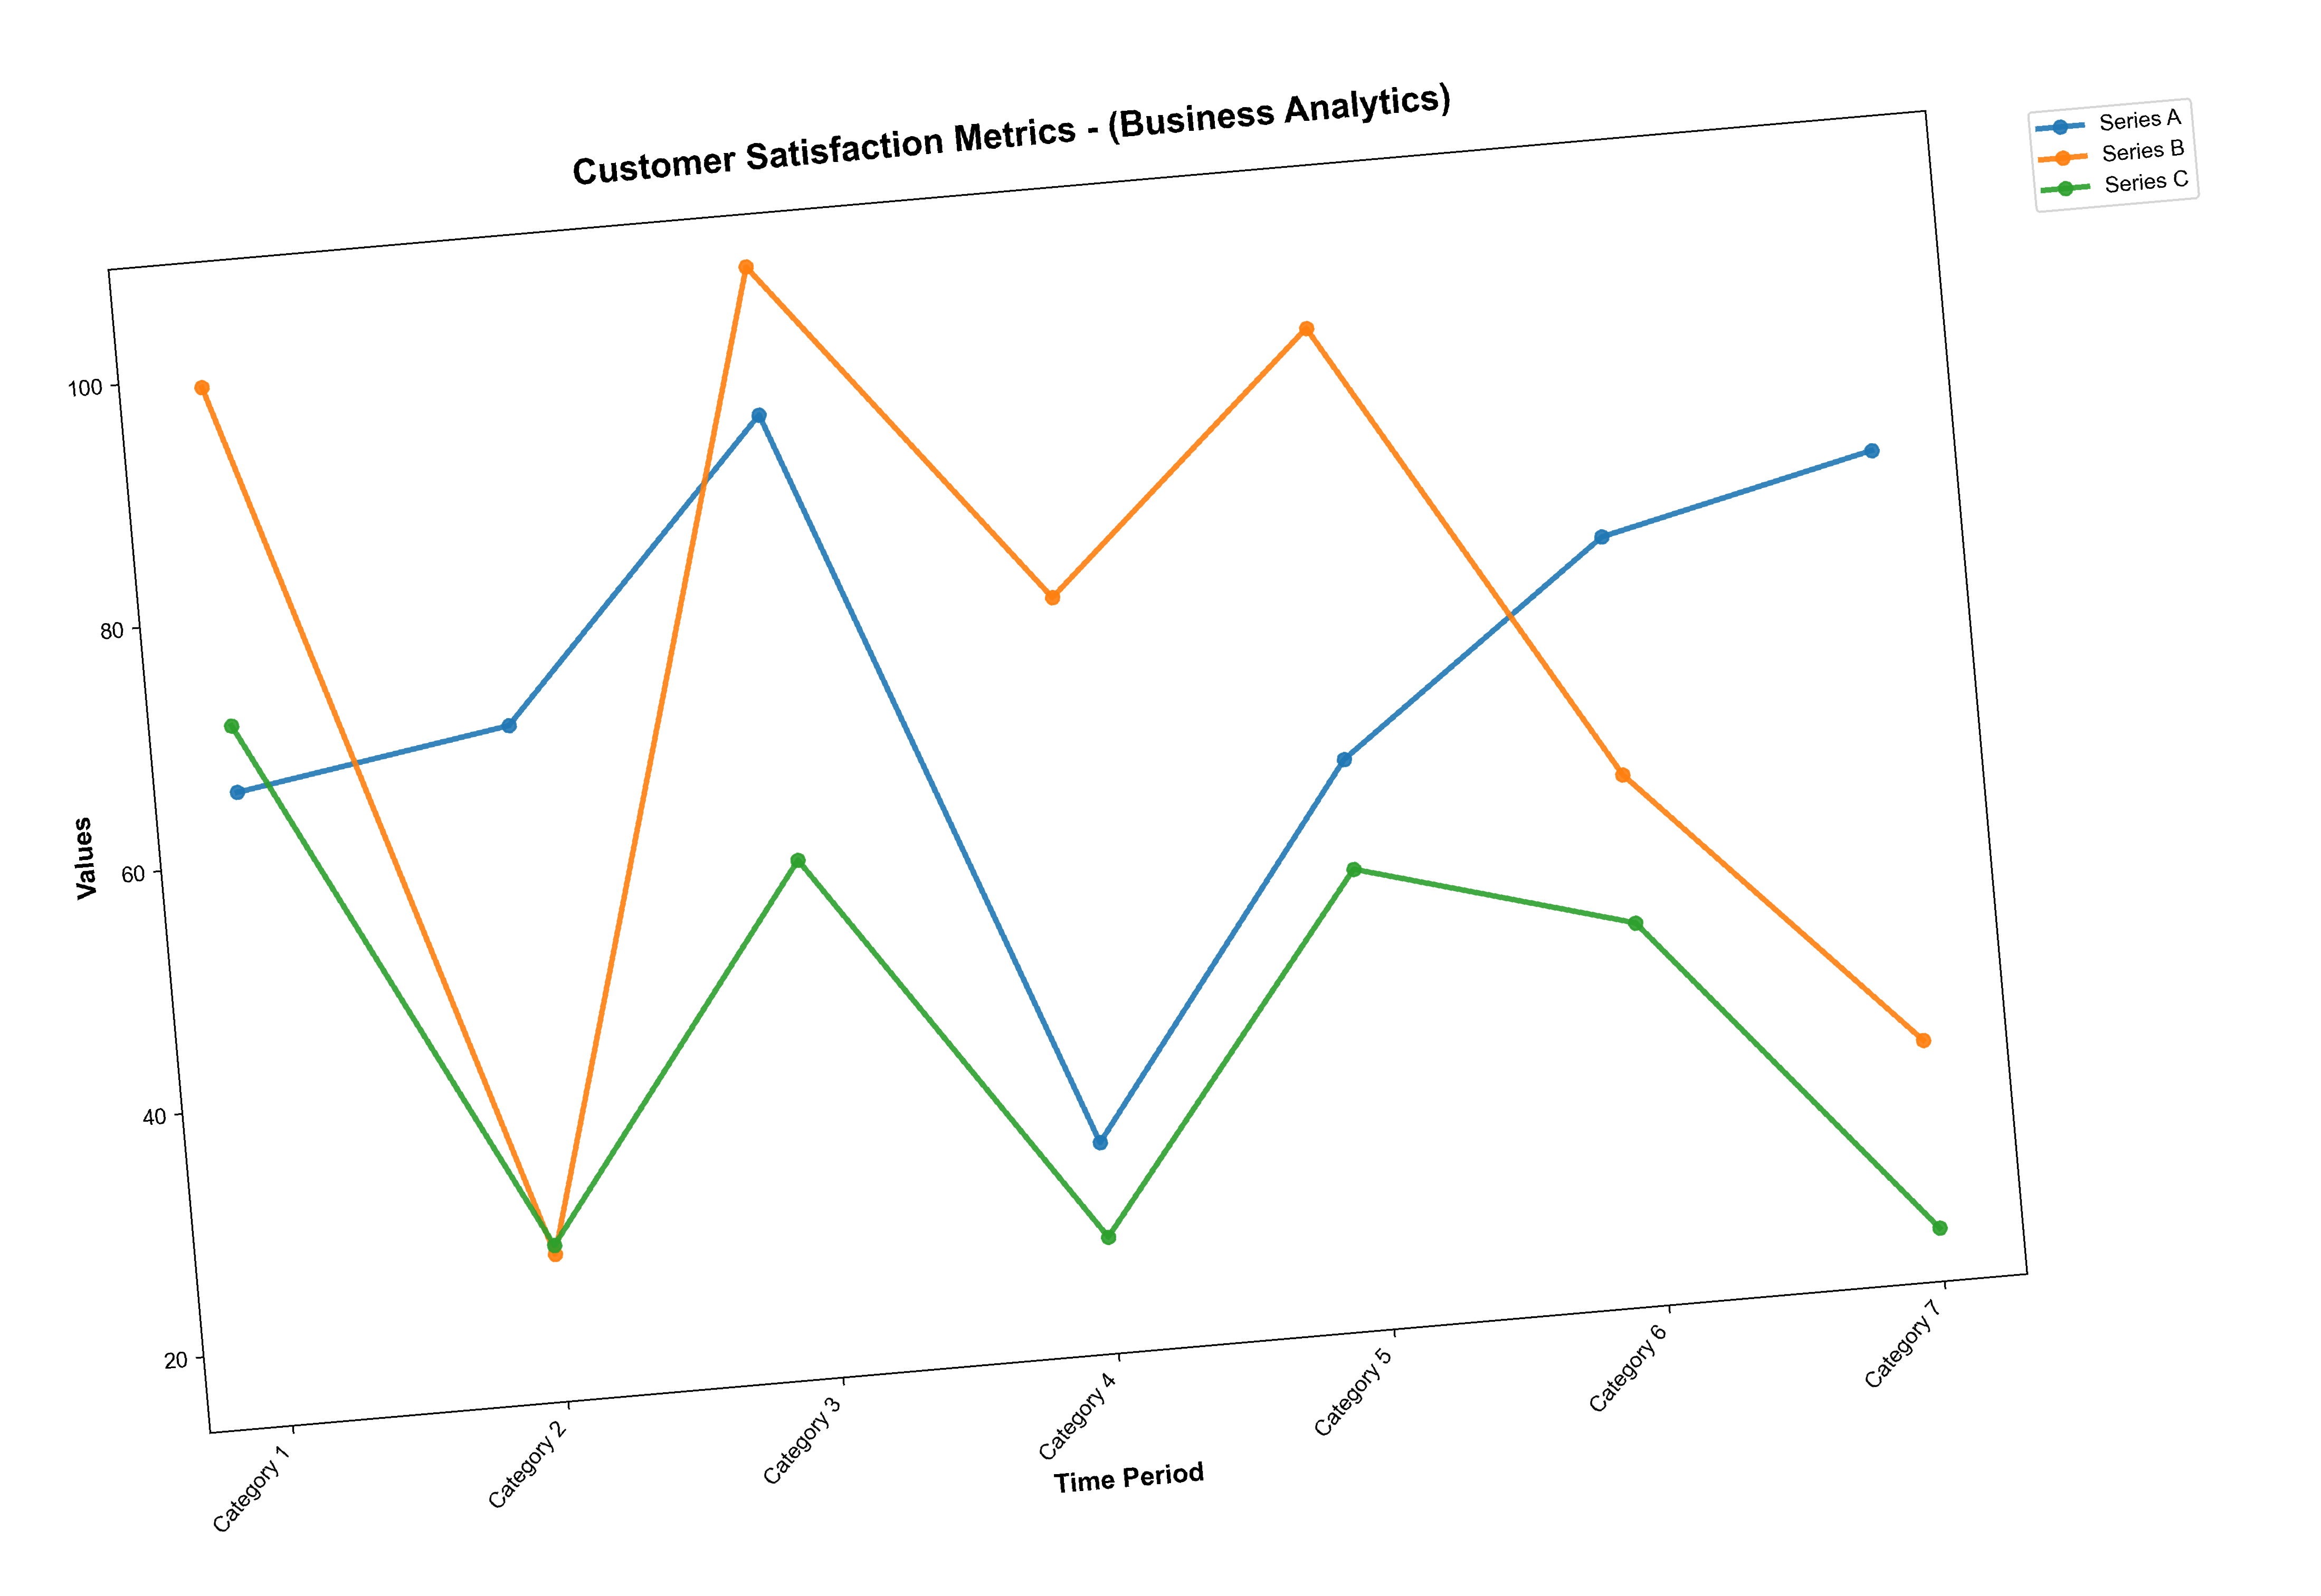 Customer Satisfaction Metrics - (Business Analytics)
Series A
Series B
Series C
Values
100
80
60
40
20
Category 1
Category 2
Category 3
Category 4
Category 5
Category 6
Category 7
Time Period